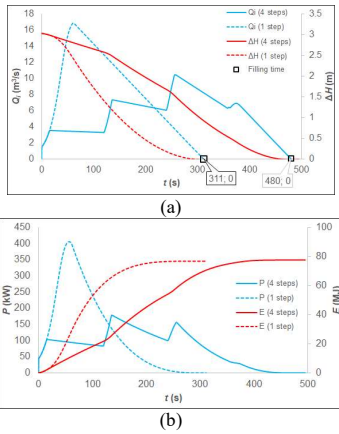 (a)
18
16
14
12
10
8
6
4
2
0
Qi (m³/s)
3.5
3
2.5
2
1.5
1
0.5
0
ΔH (m)
Qi (4 steps)
Qi (1 step)
ΔH (4 steps)
ΔH (1 step)
Filling time
0 100 200 300 400 500
311; 0
480; 0
t (s)
(a)
(b)
450
400
350
300
250
200
150
100
50
0
P (kW)
100
80
60
40
20
0
E (MJ)
P (4 steps)
P (1 step)
E (4 steps)
E (1 step)
0 100 200 300 400 500
t (s)
(b)